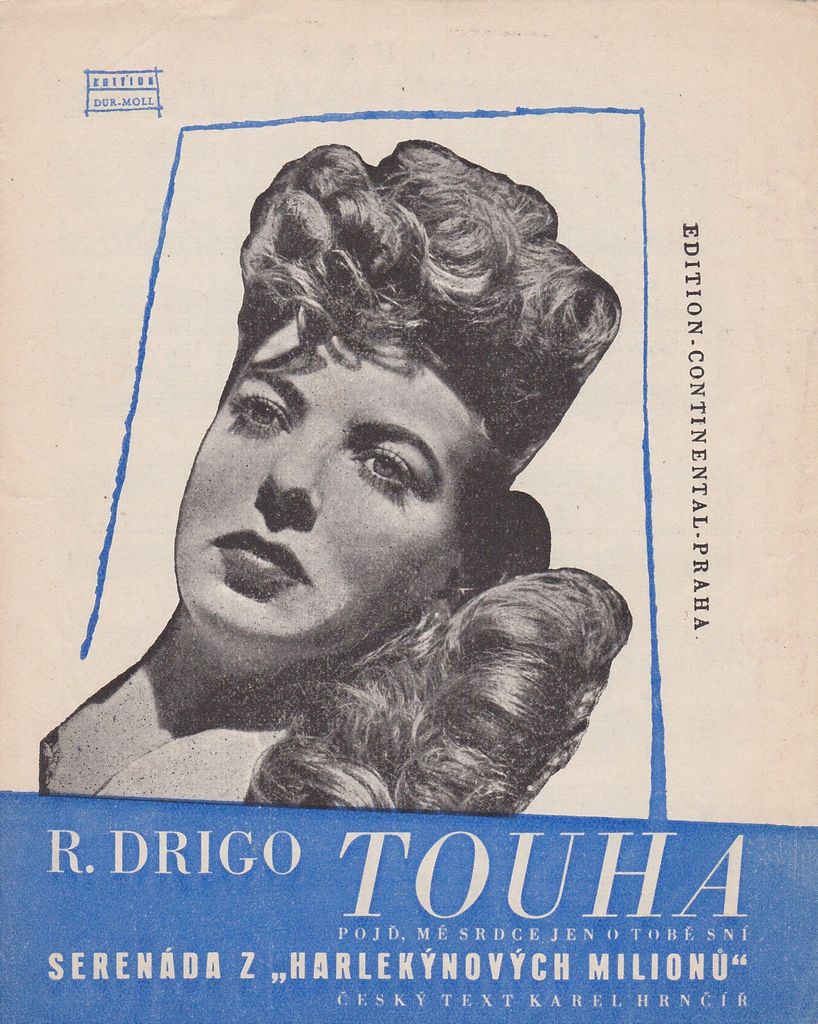 EDITION
DUR-MOLL
EDITION-CONTINENTAL-PRAHA
R. DRIGO TOUHA
POJĎ, MÉ SRDCE JEN O TOBĚ SNÍ
SERENÁDA Z „HARLEKÝNOVÝCH MILIONŮ“
ČESKÝ TEXT KAREL HRNČÍŘ